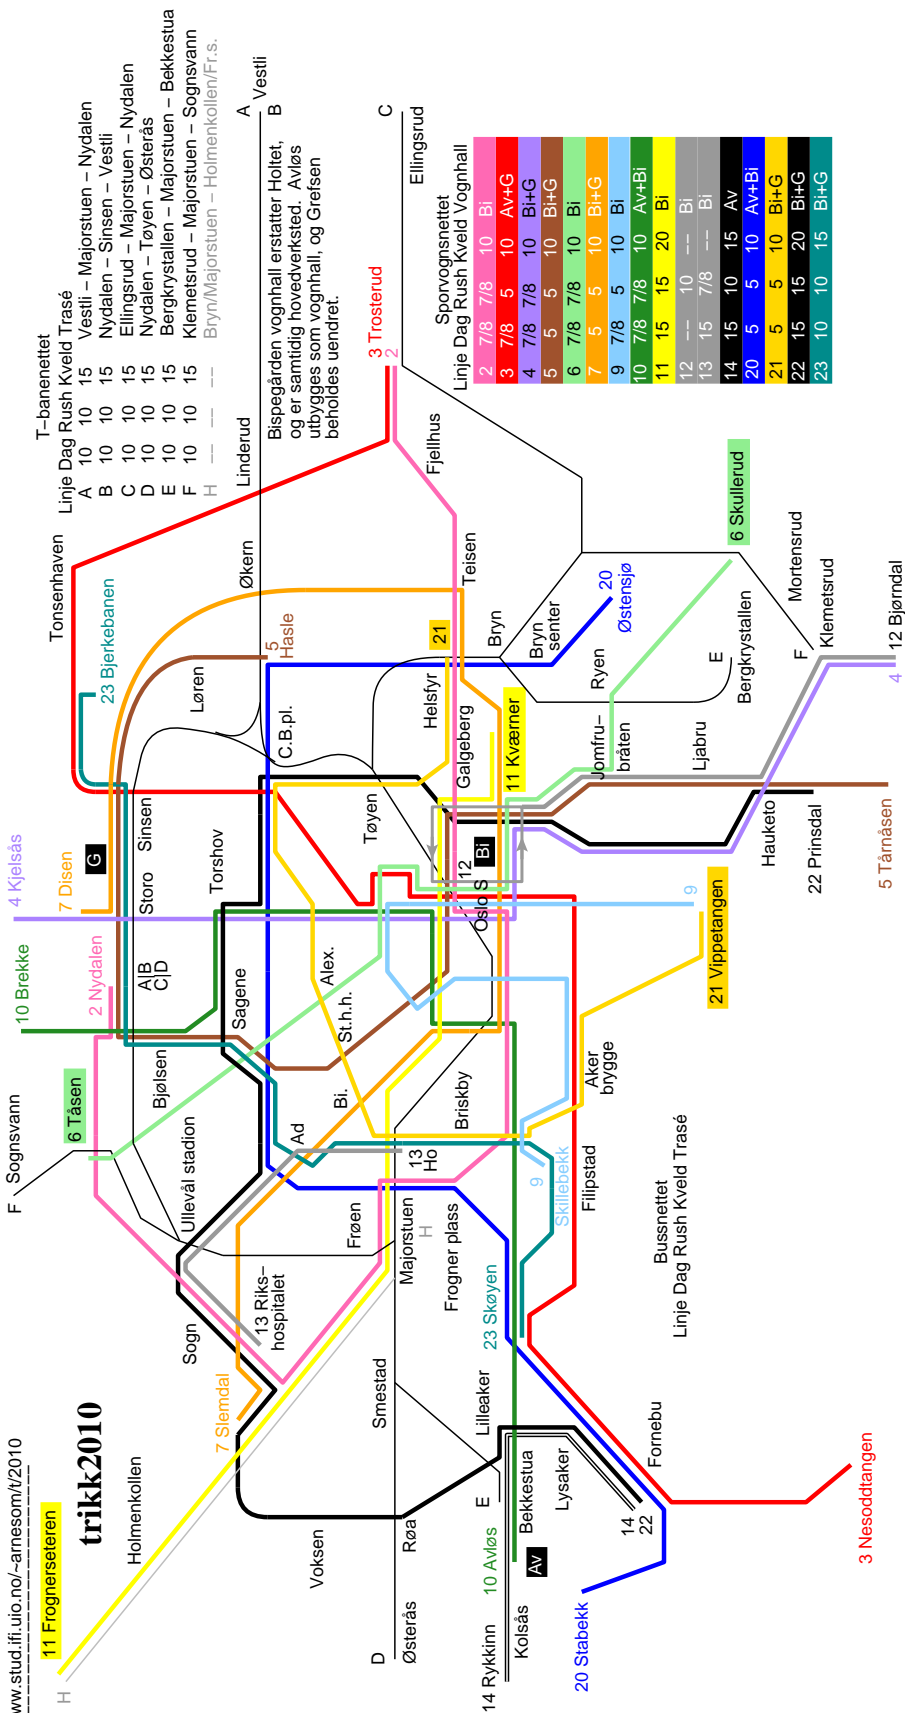 ww.stud.ifi.uio.no/~arnesom/t/2010
11 Frognerseteren
trikk2010
H
Holmenkollen
F Sognsvann
6 Tåsen
10 Brekke
4 Kjelsås
2 Nydalen
7 Disen
G
23 Bjerkebanen
Tonsenhaven
Ullevål stadion
Bjølsen
A|B
C|D
Storo
Sinsen
Løren
5
Hasle
Økern
Linderud
A
Vestli
B
Sogn
13 Riks–
hospitalet
7 Slemdal
Sagene
Torshov
C.B.pl.
Voksen
Frøen
Ad
Bi.
St.h.h.
Alex.
Tøyen
Helsfyr
21
3 Trosterud
2
C
Ellingsrud
Fjellhus
Teisen
D
Østerås
Røa
Smestad
Majorstuen
H
13
Ho
Briskby
Frogner plass
12
Oslo S
Bi
Galgeberg
11 Kværner
Bryn
Bryn
senter
20
Østensjø
14 Rykkinn
Kolsås
10 Avløs
Av
E
Bekkestua
Lilleaker
23 Skøyen
Lysaker
14
22
20 Stabekk
Fornebu
3 Nesoddtangen
9
Skillebekk
Filipstad
Aker
brygge
9
21 Vippetangen
Jomfru–
bråten
Ryen
Ljabru
E
Bergkrystallen
6 Skullerud
Mortensrud
F
Klemetsrud
Hauketo
22 Prinsdal
5 Tårnåsen
4
12 Bjørndal
T–banenettet
Linje Dag Rush Kveld Trasé
A 10 10 15 Vestli – Majorstuen – Nydalen
B 10 10 15 Nydalen – Sinsen – Vestli
C 10 10 15 Ellingsrud – Majorstuen – Nydalen
D 10 10 15 Nydalen – Tøyen – Østerås
E 10 10 15 Bergkrystallen – Majorstuen – Bekkestua
F 10 10 15 Klemetsrud – Majorstuen – Sognsvann
H –– –– –– Bryn/Majorstuen – Holmenkollen/Fr.s.
Bispegården vognhall erstatter Holtet,
og er samtidig hovedverksted. Avløs
utbygges som vognhall, og Grefsen
beholdes uendret.
Sporvognsnettet
Linje Dag Rush Kveld Vognhall
2 7/8 7/8 10 Bi
3 7/8 5 10 Av+G
4 7/8 7/8 10 Bi+G
5 5 5 10 Bi+G
6 7/8 7/8 10 Bi
7 5 5 10 Bi+G
9 7/8 5 10 Bi
10 7/8 7/8 10 Av+Bi
11 15 15 20 Bi
12 –– 10 –– Bi
13 15 7/8 –– Bi
14 15 10 15 Av
20 5 5 10 Av+Bi
21 5 5 10 Bi+G
22 15 15 20 Bi+G
23 10 10 15 Bi+G
Bussnettet
Linje Dag Rush Kveld Trasé